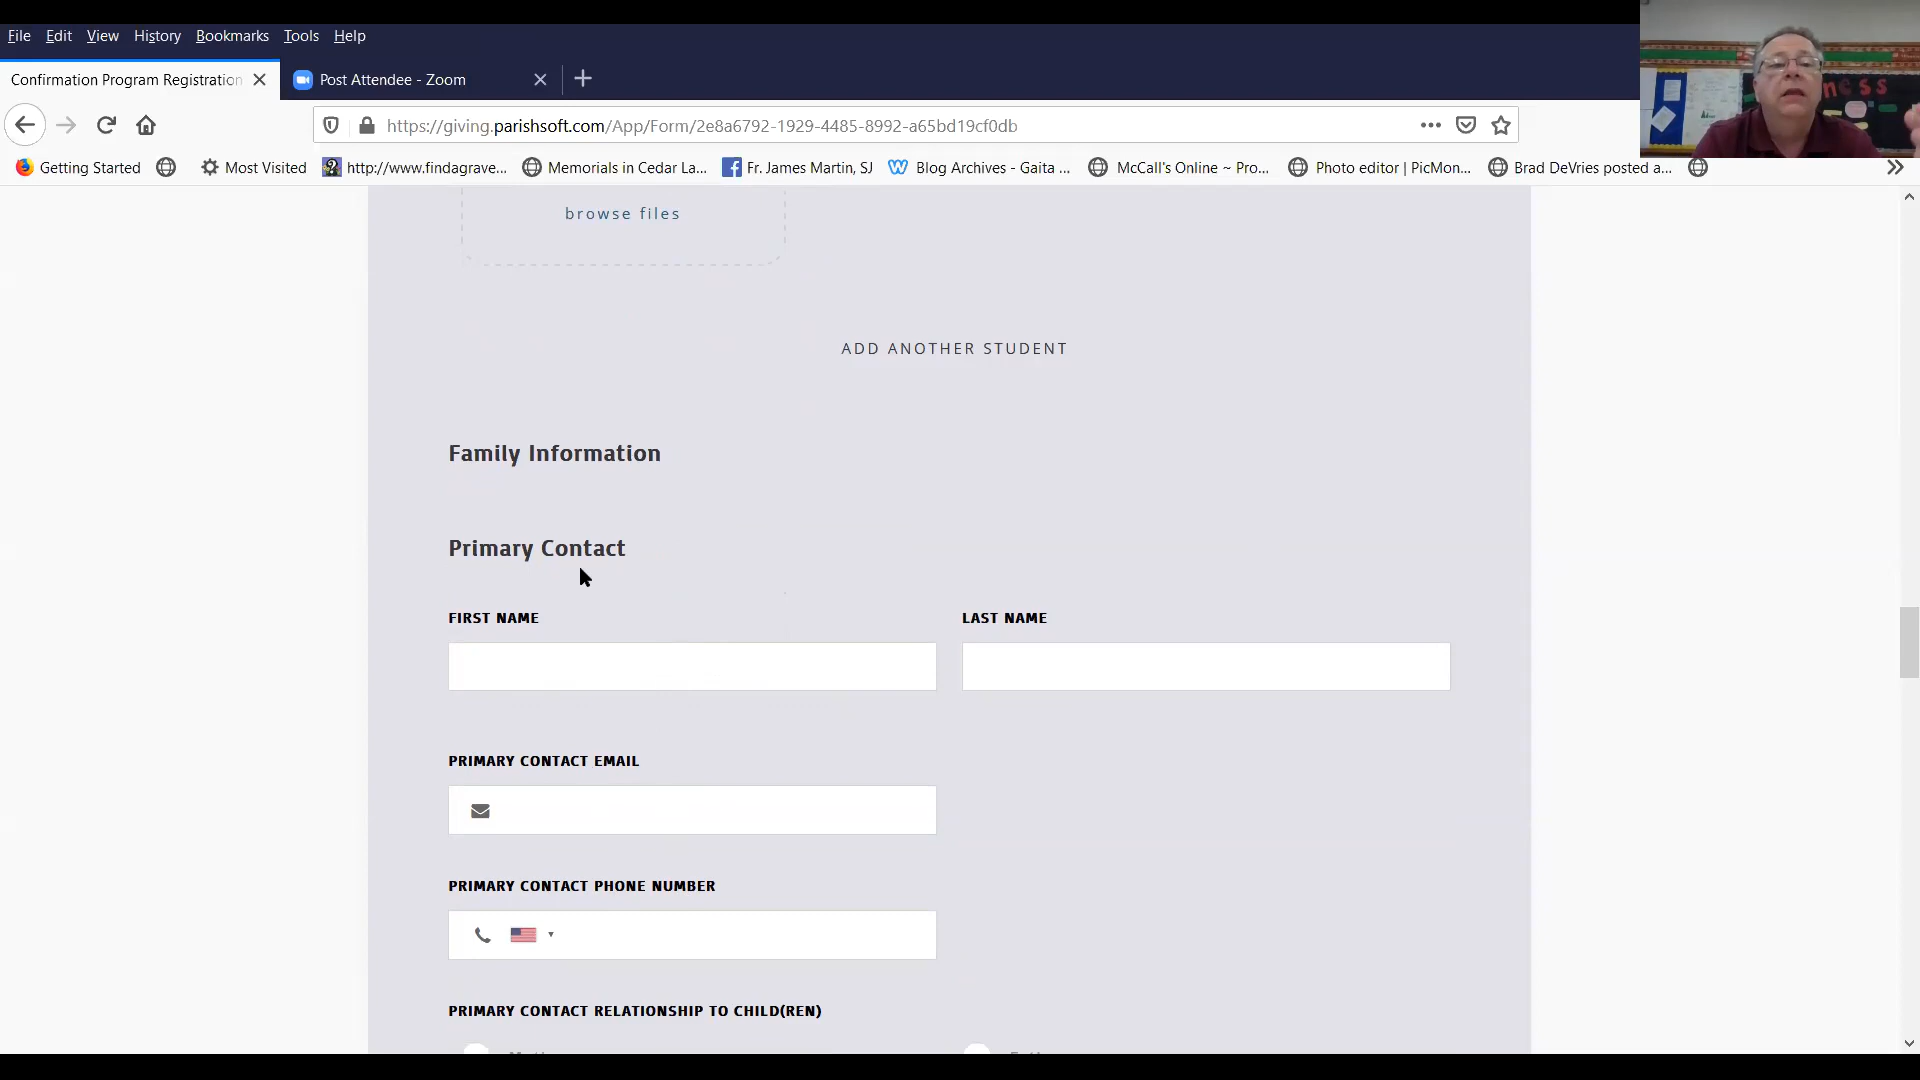 File Edit View History Bookmarks Tools Help
Confirmation Program Registration
Post Attendee - Zoom
https://giving.parishsoft.com/App/Form/2e8a6792-1929-4485-8992-a65bd19cf0db
Getting Started Most Visited http://www.findagrave... Memorials in Cedar La... Fr. James Martin, SJ Blog Archives - Gaita ... McCall's Online ~ Pro... Photo editor | PicMon... Brad DeVries posted a...
browse files
ADD ANOTHER STUDENT
Family Information
Primary Contact
FIRST NAME LAST NAME
PRIMARY CONTACT EMAIL
PRIMARY CONTACT PHONE NUMBER
PRIMARY CONTACT RELATIONSHIP TO CHILD(REN)